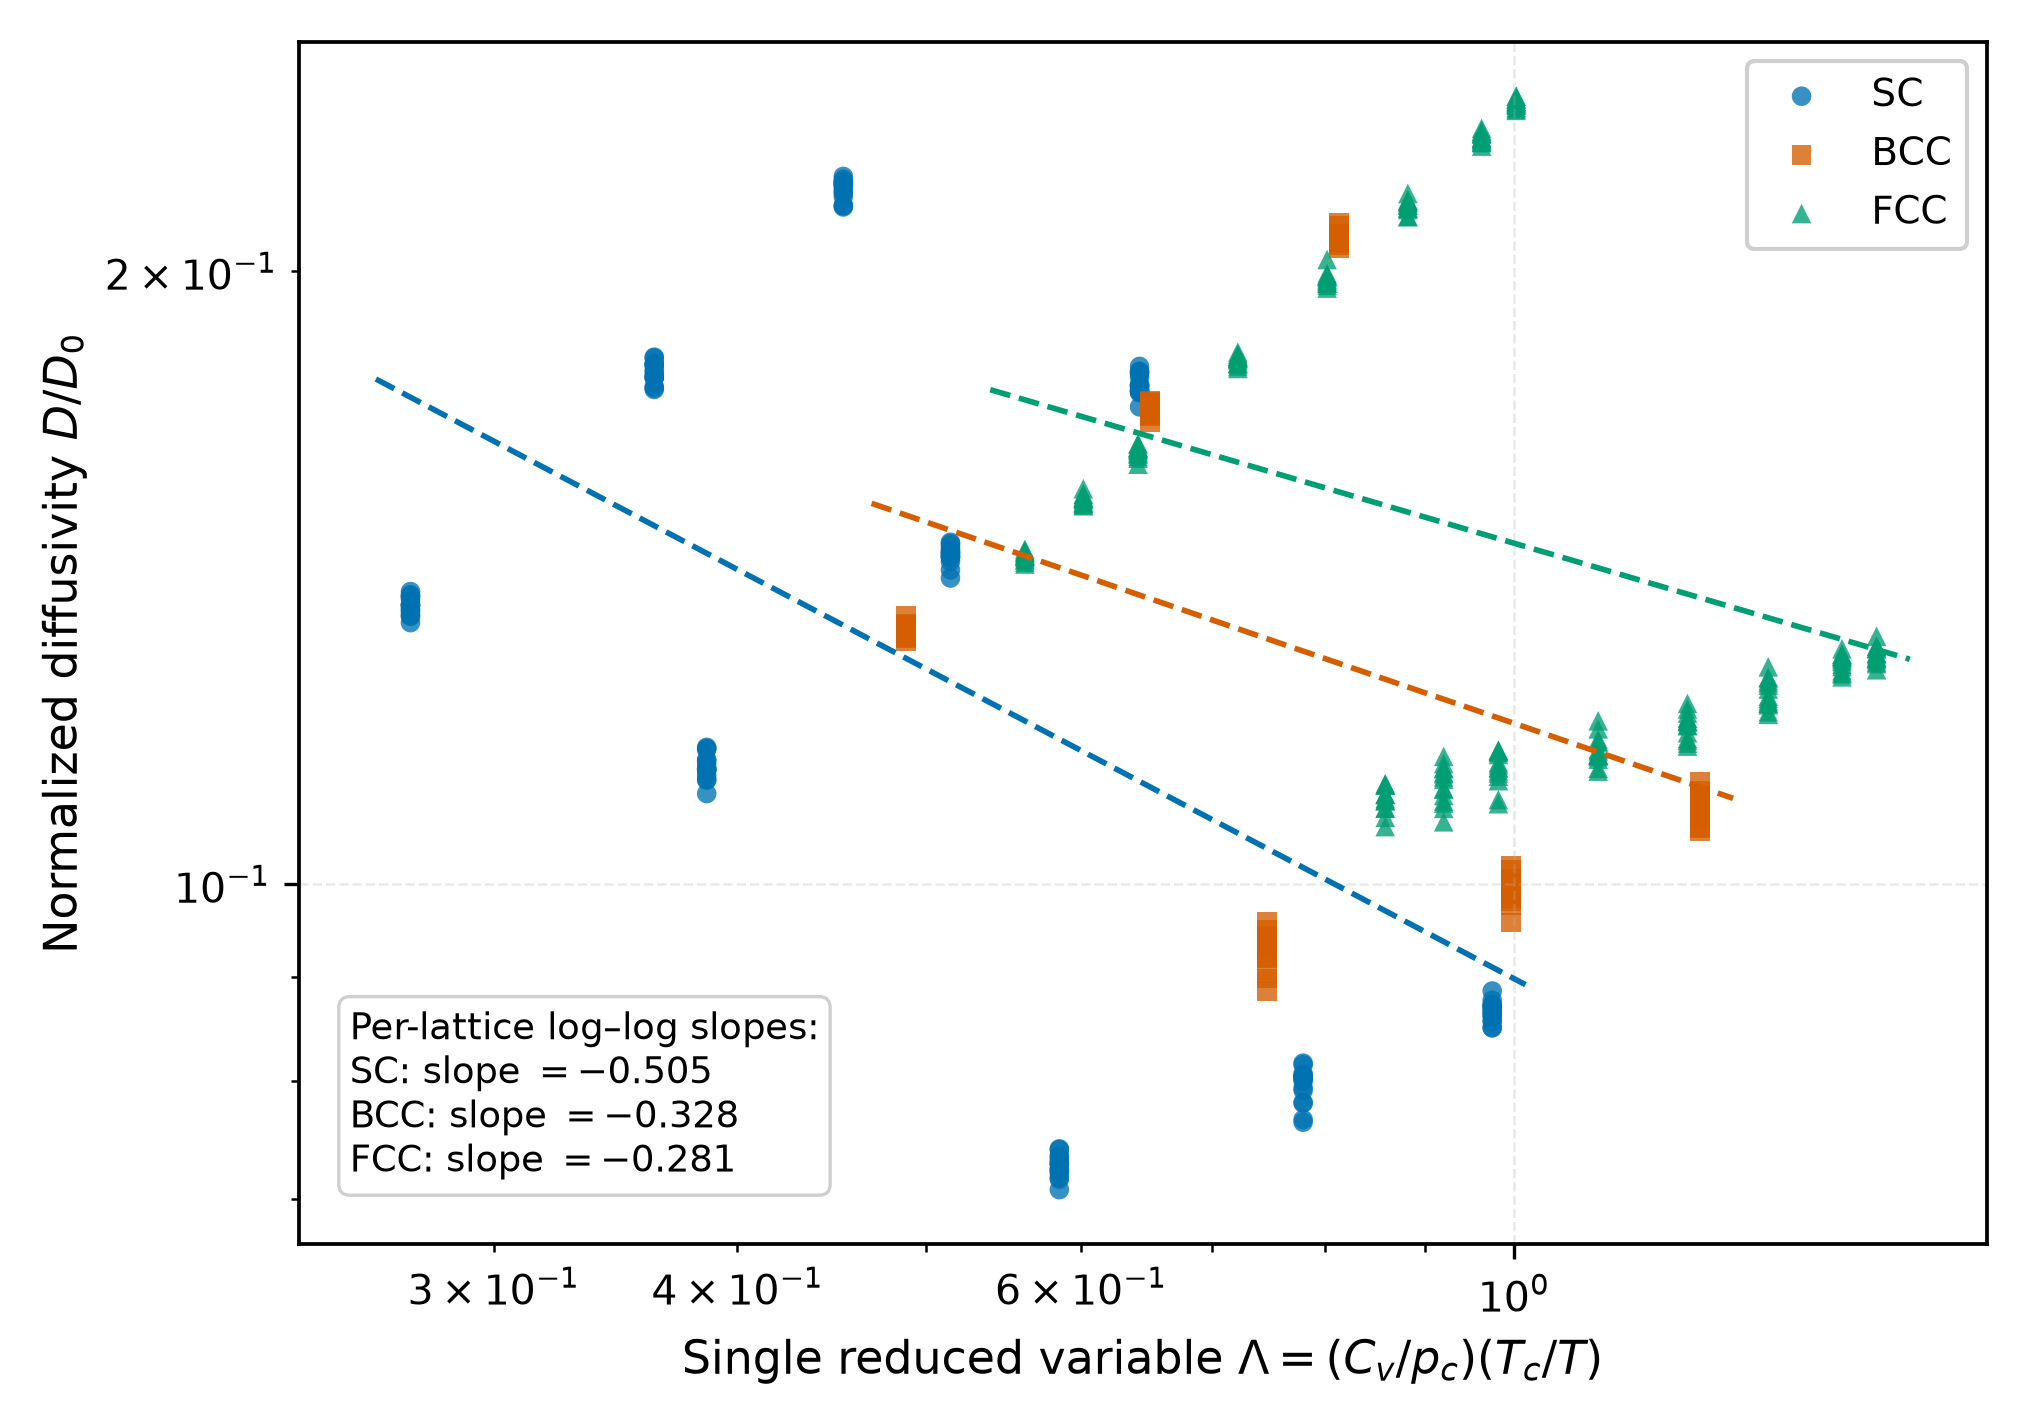 SC
BCC
FCC
2 × 10⁻¹
10⁻¹
Normalized diffusivity D/D₀
Per-lattice log–log slopes:
SC: slope = −0.505
BCC: slope = −0.328
FCC: slope = −0.281
3 × 10⁻¹
4 × 10⁻¹
6 × 10⁻¹
10⁰
Single reduced variable Λ = (Cᵥ/p_c)(T_c/T)